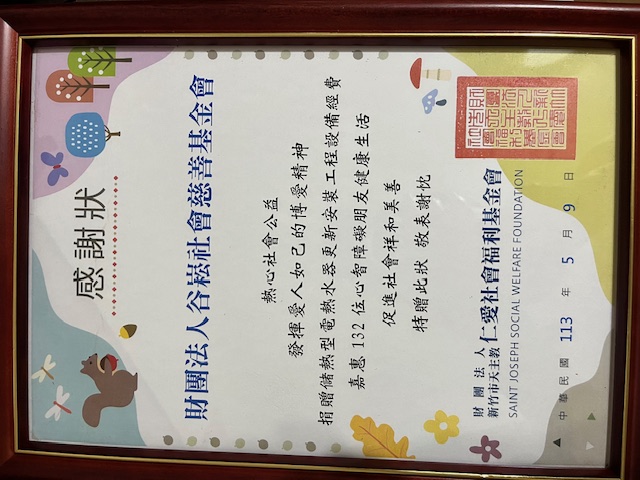 感謝狀
財團法人谷崧社會慈善基金會
熱心社會公益
發揮愛人如己的博愛精神
捐贈儲熱型電熱水器更新安裝工程設備經費
嘉惠132位心智障礙朋友健康生活
促進社會祥和美善
特贈此狀 敬表謝忱
財團法人
新竹市天主教仁愛社會福利基金會
SAINT JOSEPH SOCIAL WELFARE FOUNDATION
中華民國 113 年 5 月 9 日